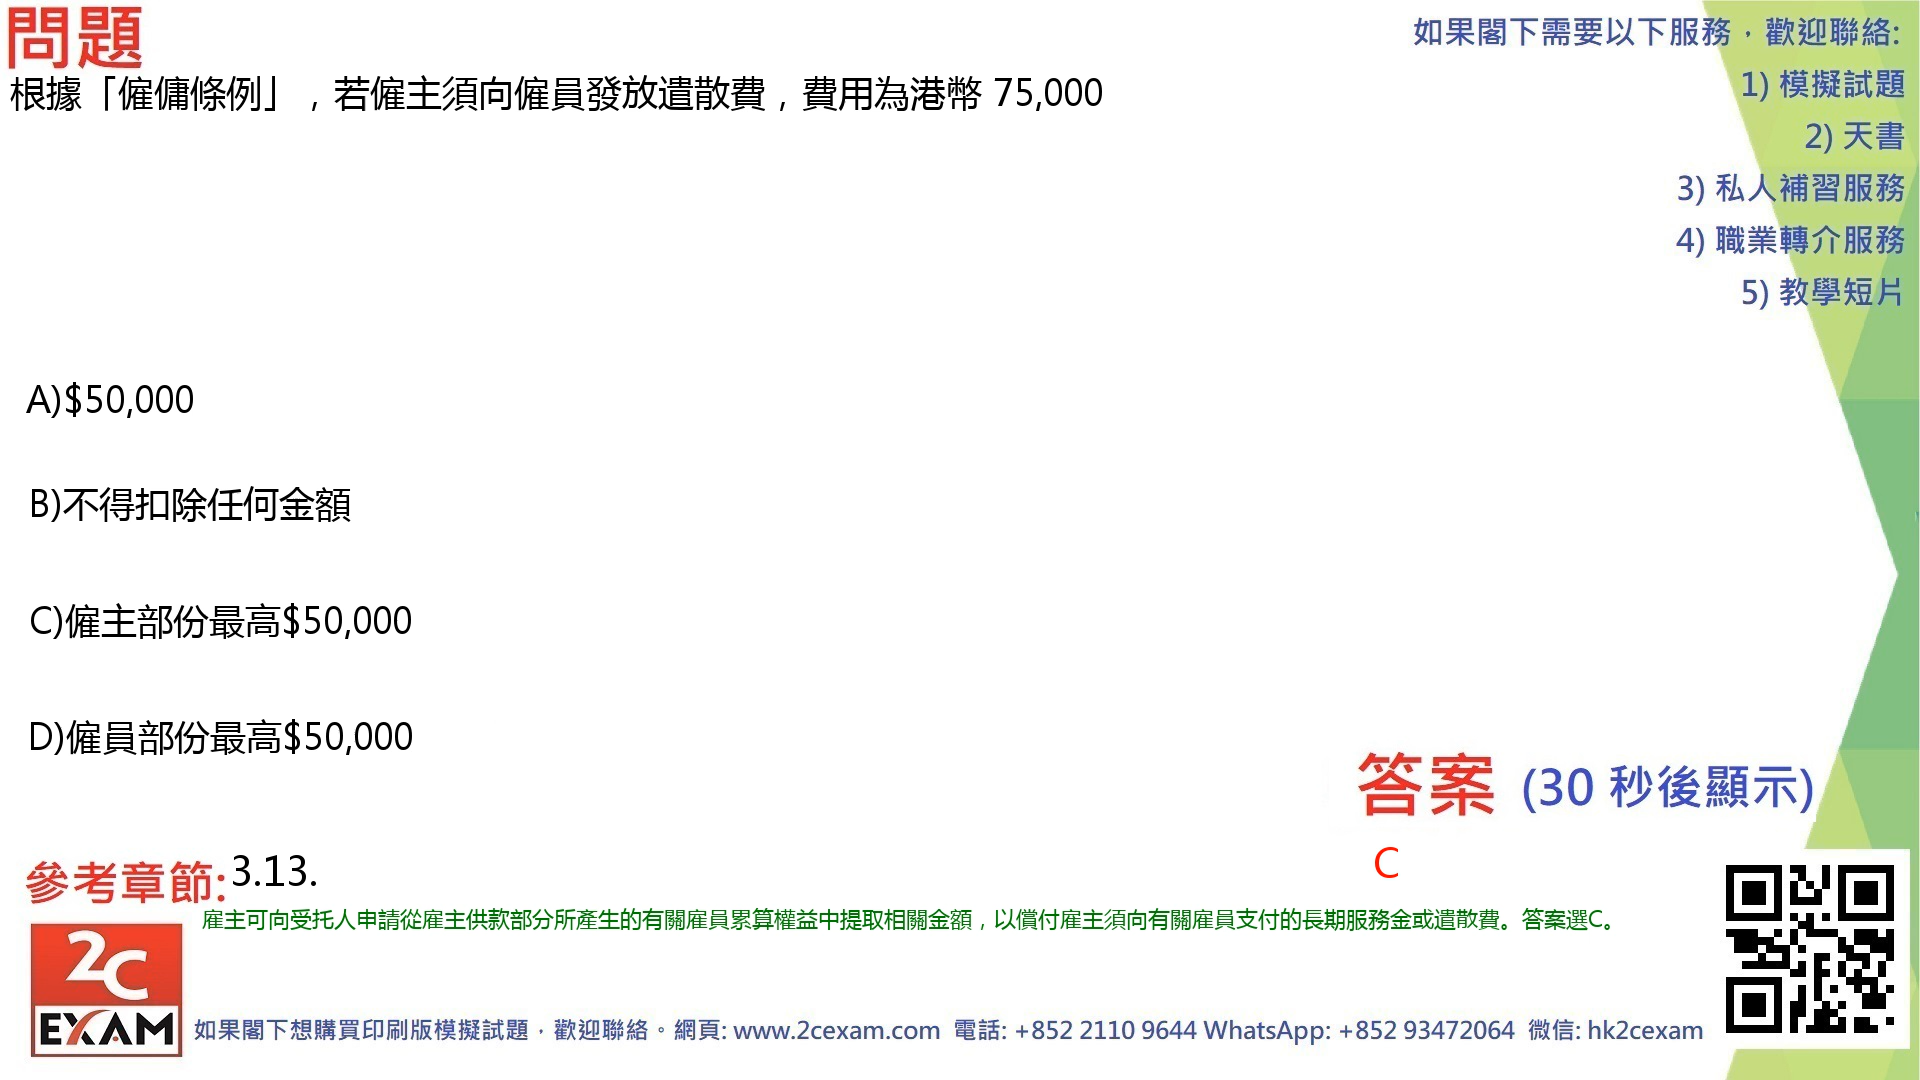 問題
根據「僱傭條例」，若僱主須向僱員發放遣散費，費用為港幣 75,000
如果閣下需要以下服務，歡迎聯絡:
1) 模擬試題
2) 天書
3) 私人補習服務
4) 職業轉介服務
5) 教學短片
A)$50,000
B)不得扣除任何金額
C)僱主部份最高$50,000
D)僱員部份最高$50,000
答案 (30 秒後顯示)
C
參考章節: 3.13.
雇主可向受托人申請從雇主供款部分所產生的有關雇員累算權益中提取相關金額，以償付雇主須向有關雇員支付的長期服務金或遣散費。答案選C。
2C
EXAM
如果閣下想購買印刷版模擬試題，歡迎聯絡。網頁: www.2cexam.com 電話: +852 2110 9644 WhatsApp: +852 93472064 微信: hk2cexam